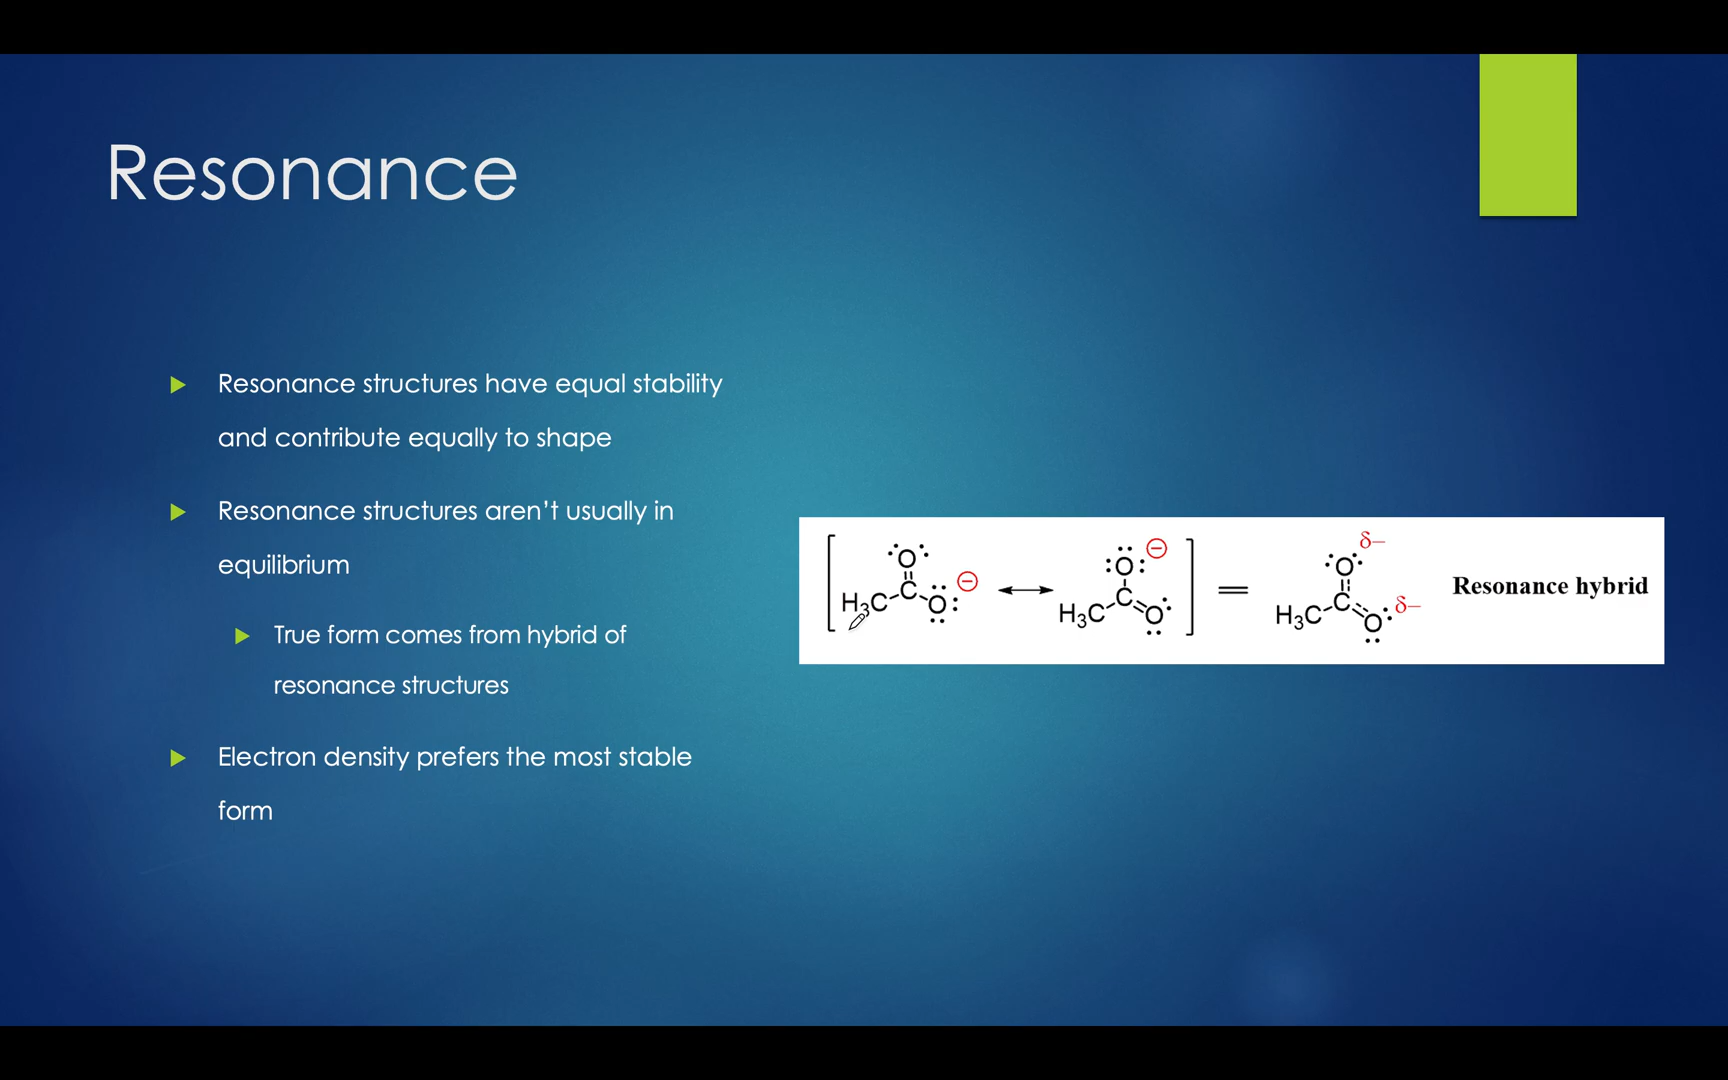 Resonance
Resonance structures have equal stability
and contribute equally to shape
Resonance structures aren't usually in
equilibrium
True form comes from hybrid of
resonance structures
Electron density prefers the most stable
form
H₃C C O O ⊖
H₃C C O O ⊖
=
H₃C C O δ– O δ–
Resonance hybrid